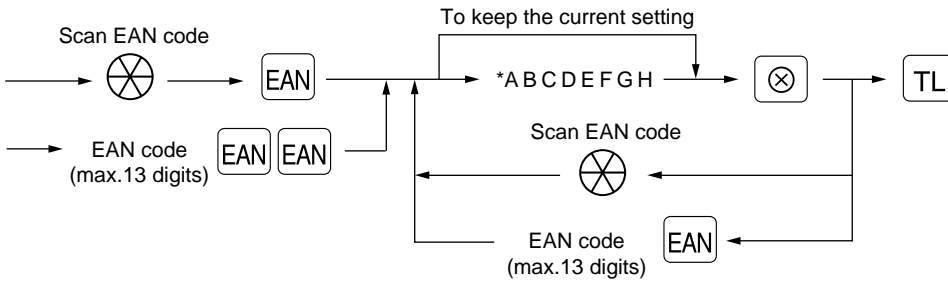 To keep the current setting
Scan EAN code
EAN
*ABCDEFGH
⊗
TL
EAN code
(max.13 digits)
EAN EAN
Scan EAN code
EAN code
(max.13 digits)
EAN